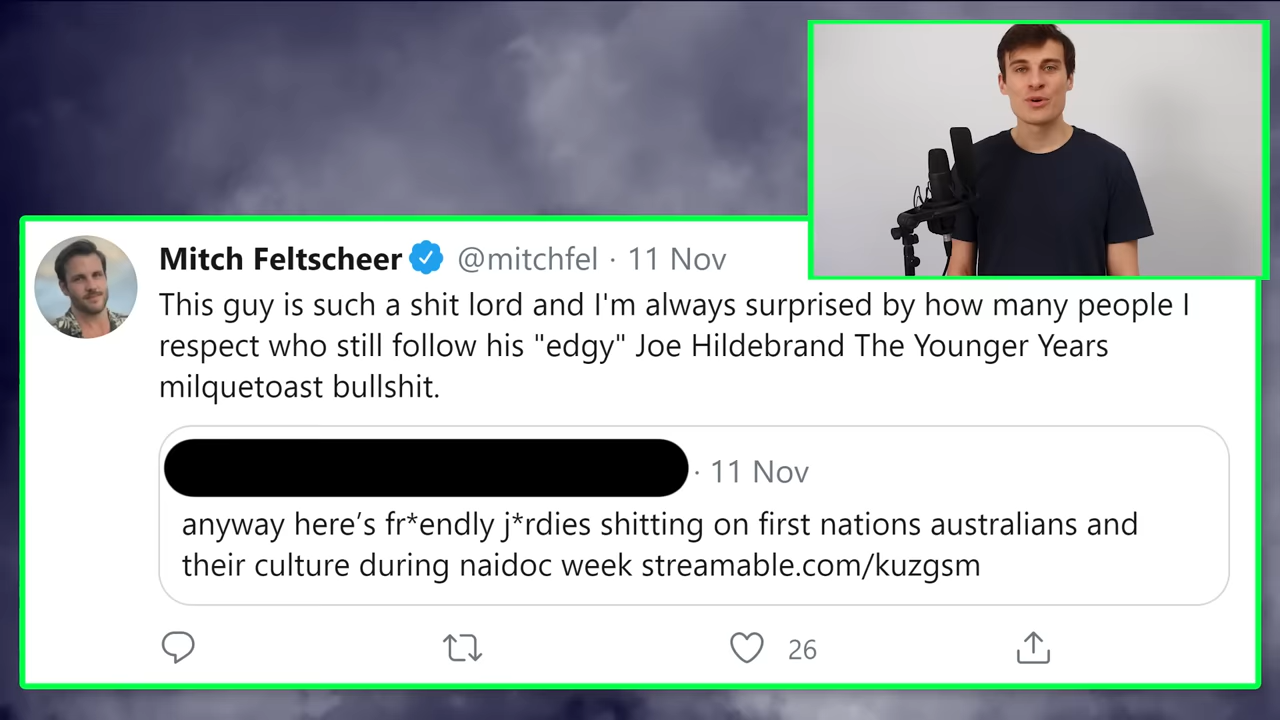 Mitch Feltscheer @mitchfel · 11 Nov
This guy is such a shit lord and I'm always surprised by how many people I
respect who still follow his "edgy" Joe Hildebrand The Younger Years
milquetoast bullshit.
· 11 Nov
anyway here’s fr*endly j*rdies shitting on first nations australians and
their culture during naidoc week streamable.com/kuzgsm
26